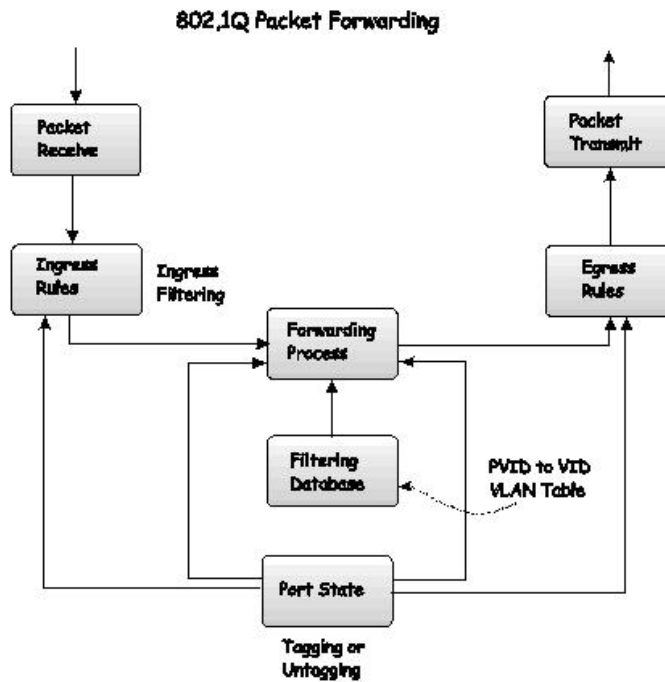 802,1Q Packet Forwarding
Packet
Receive
Packet
Transmit
Ingress
Rules
Ingress
Filtering
Egress
Rules
Forwarding
Process
Filtering
Database
PVID to VID
VLAN Table
Port State
Tagging or
Untagging